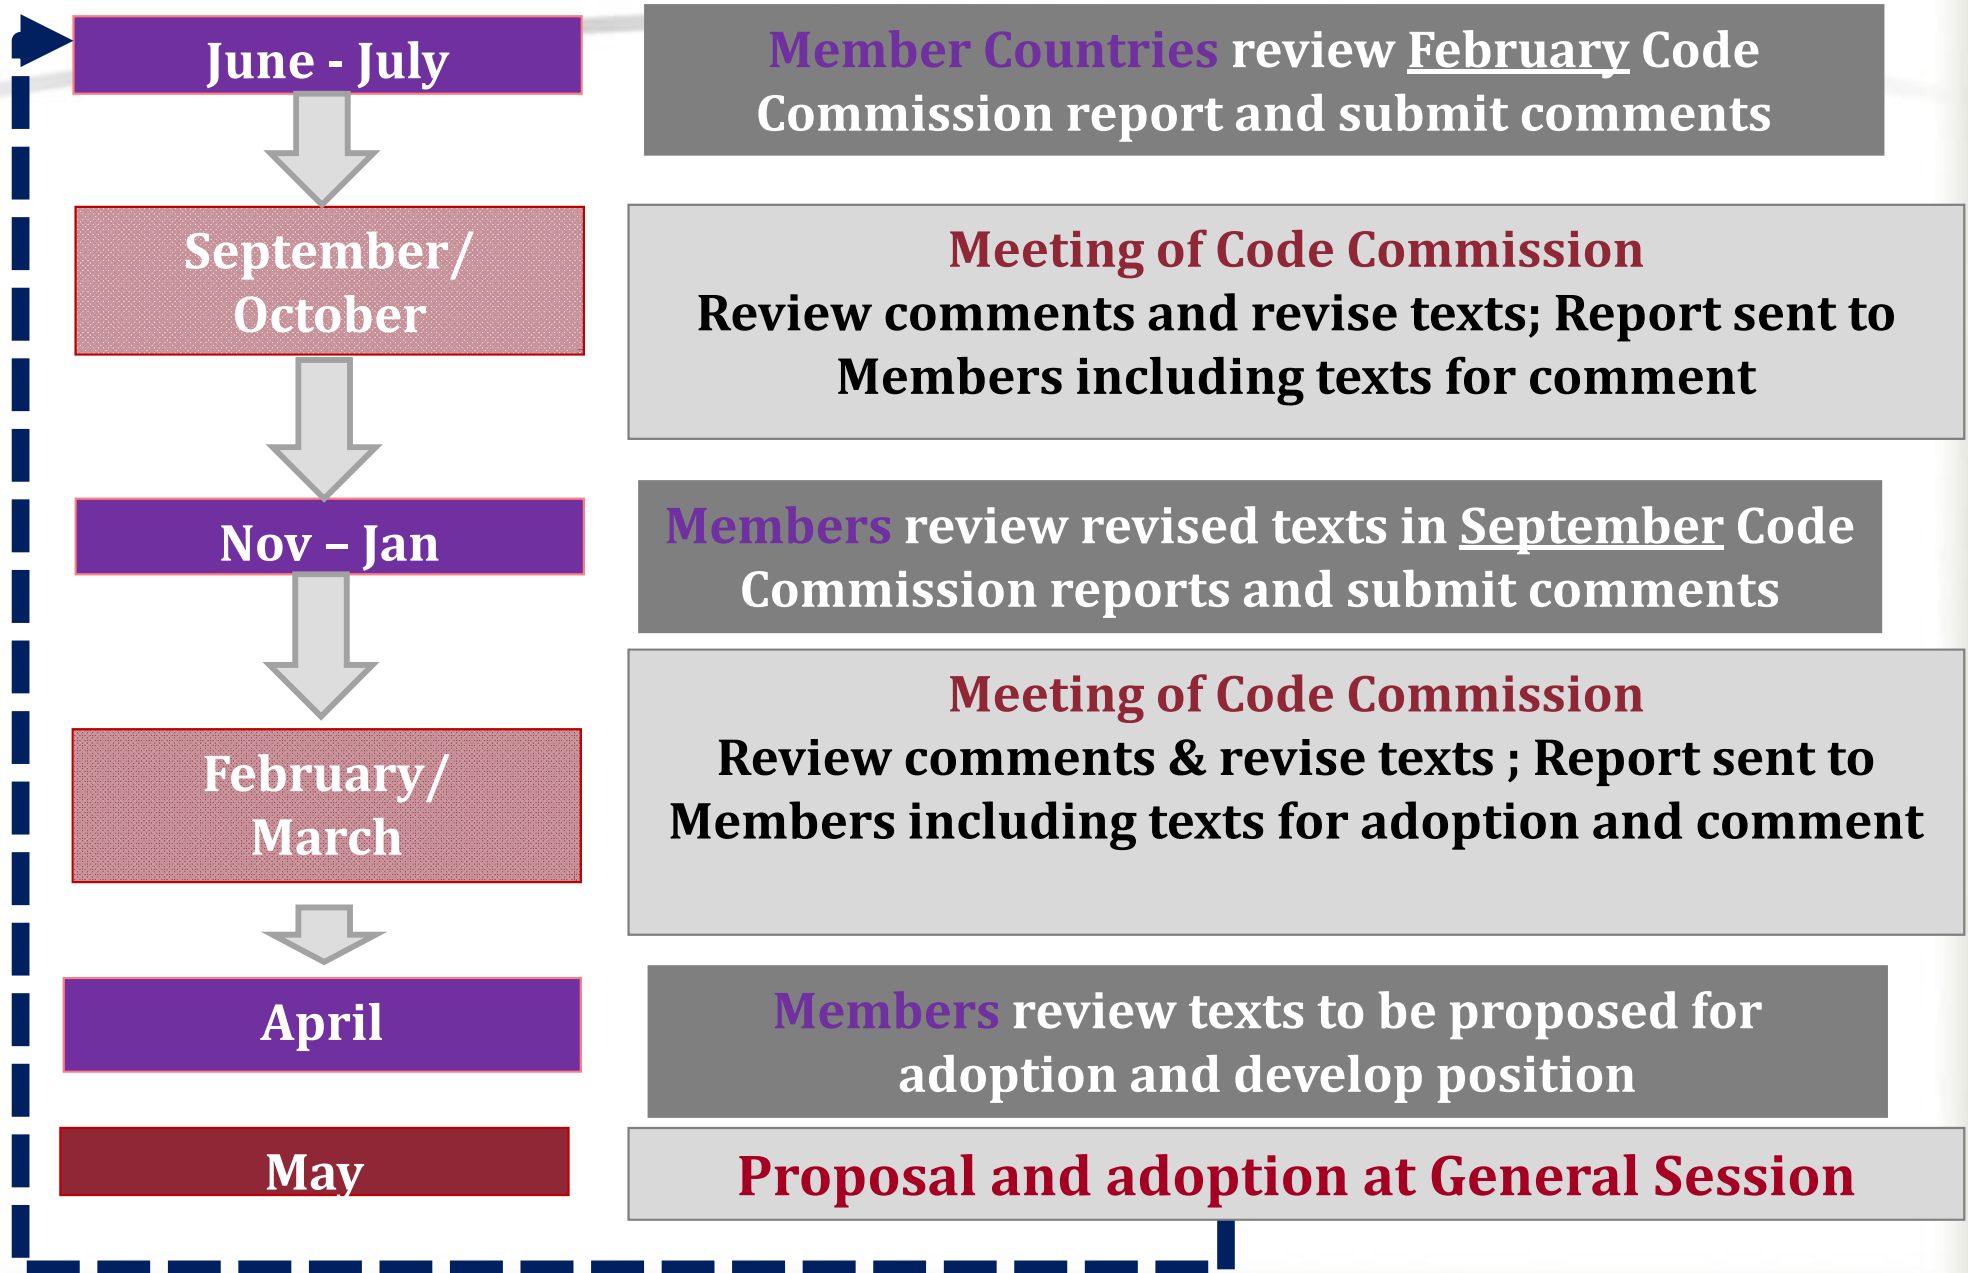 June - July
Member Countries review February Code
Commission report and submit comments
September/
October
Meeting of Code Commission
Review comments and revise texts; Report sent to
Members including texts for comment
Nov – Jan
Members review revised texts in September Code
Commission reports and submit comments
February/
March
Meeting of Code Commission
Review comments & revise texts ; Report sent to
Members including texts for adoption and comment
April
Members review texts to be proposed for
adoption and develop position
May
Proposal and adoption at General Session